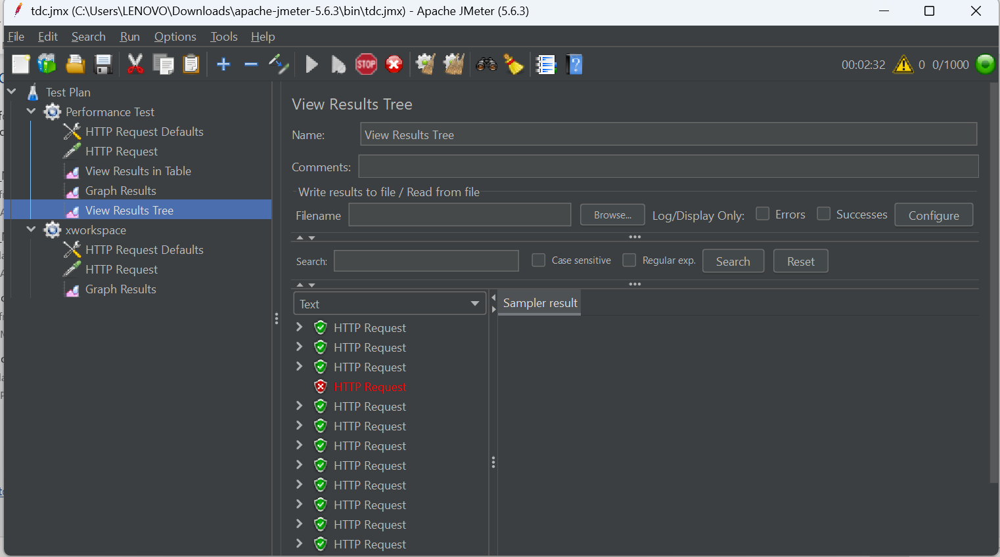 tdc.jmx (C:\Users\LENOVO\Downloads\apache-jmeter-5.6.3\bin\tdc.jmx) - Apache JMeter (5.6.3)
File Edit Search Run Options Tools Help
STOP 00:02:32 0 0/1000
Test Plan
Performance Test
HTTP Request Defaults
HTTP Request
View Results in Table
Graph Results
View Results Tree
xworkspace
HTTP Request Defaults
HTTP Request
Graph Results
View Results Tree
Name: View Results Tree
Comments:
Write results to file / Read from file
Filename Browse... Log/Display Only: Errors Successes Configure
Search: Case sensitive Regular exp. Search Reset
Text
Sampler result
HTTP Request
HTTP Request
HTTP Request
HTTP Request
HTTP Request
HTTP Request
HTTP Request
HTTP Request
HTTP Request
HTTP Request
HTTP Request
HTTP Request